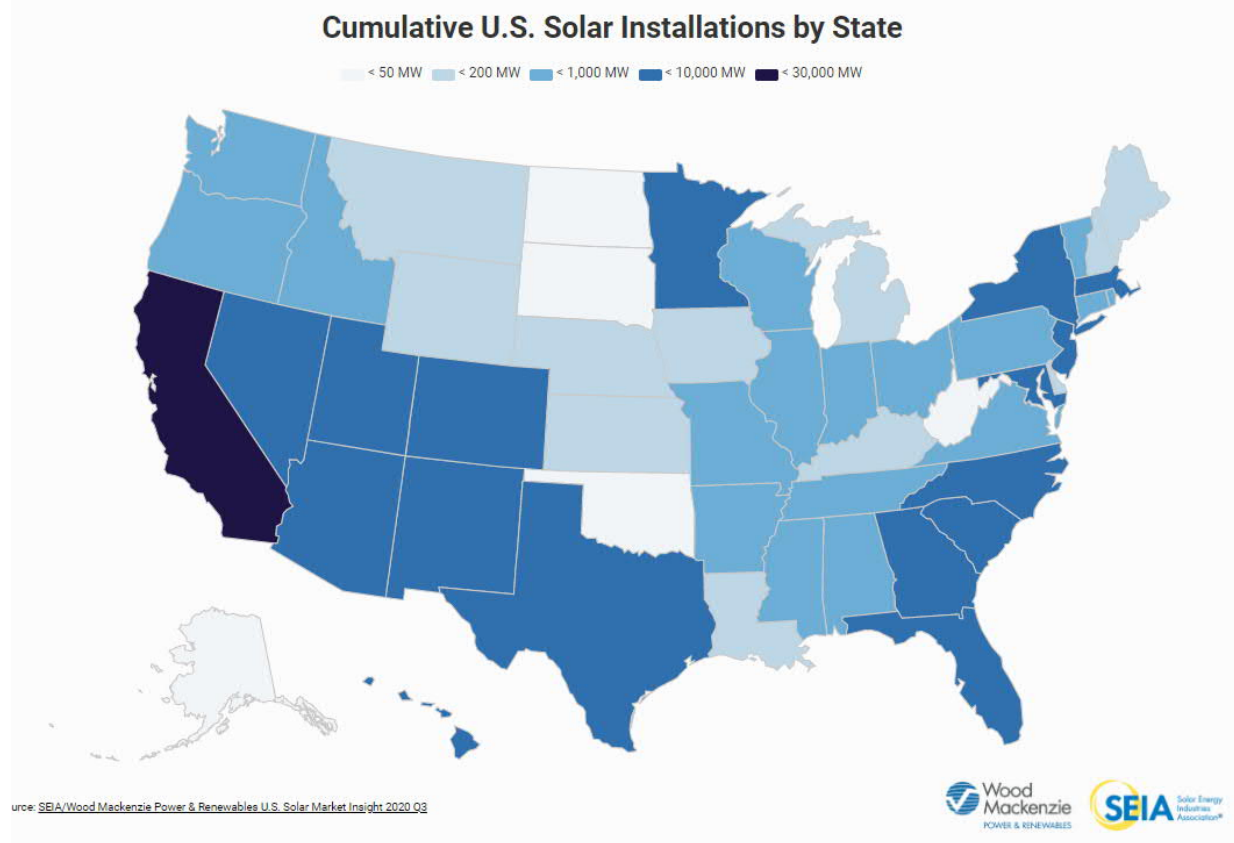 Cumulative U.S. Solar Installations by State
< 50 MW < 200 MW < 1,000 MW < 10,000 MW < 30,000 MW
urce: SEIA/Wood Mackenzie Power & Renewables U.S. Solar Market Insight 2020 Q3
Wood
Mackenzie
POWER & RENEWABLES
SEIA
Solar Energy
Industries
Association®